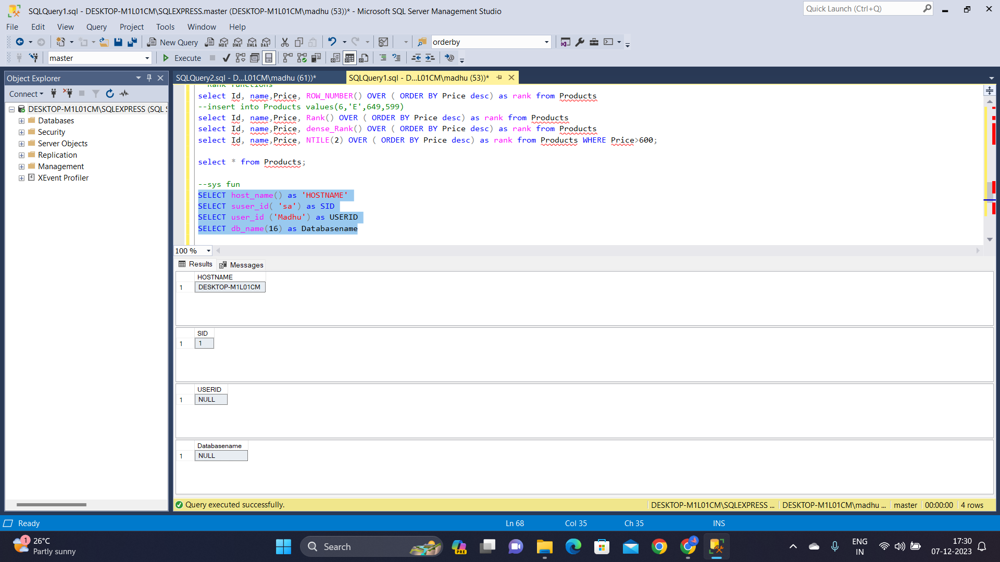 SQLQuery1.sql - DESKTOP-M1L01CM\SQLEXPRESS.master (DESKTOP-M1L01CM\madhu (53))* - Microsoft SQL Server Management Studio
Quick Launch (Ctrl+Q)
File Edit View Query Project Tools Window Help
New Query
MDX DMX XMLA DAX
orderby
master
Execute
Object Explorer
SQLQuery2.sql - D...L01CM\madhu (61))*
SQLQuery1.sql - D...L01CM\madhu (53))*
Connect
DESKTOP-M1L01CM\SQLEXPRESS (SQL S
Databases
Security
Server Objects
Replication
Management
XEvent Profiler
Rank functions
select Id, name,Price, ROW_NUMBER() OVER ( ORDER BY Price desc) as rank from Products
--insert into Products values(6,'E',649,599)
select Id, name,Price, Rank() OVER ( ORDER BY Price desc) as rank from Products
select Id, name,Price, dense_Rank() OVER ( ORDER BY Price desc) as rank from Products
select Id, name,Price, NTILE(2) OVER ( ORDER BY Price desc) as rank from Products WHERE Price>600;
select * from Products;
--sys fun
SELECT host_name() as 'HOSTNAME'
SELECT suser_id( 'sa') as SID
SELECT user_id ('Madhu') as USERID
SELECT db_name(16) as Databasename
100 %
Results Messages
HOSTNAME
1 DESKTOP-M1L01CM
SID
1 1
USERID
1 NULL
Databasename
1 NULL
Query executed successfully.
DESKTOP-M1L01CM\SQLEXPRESS ... DESKTOP-M1L01CM\madhu ... master 00:00:00 4 rows
Ready
Ln 68 Col 35 Ch 35 INS
1
26°C
Partly sunny
Search
PRE
ENG
IN
17:30
07-12-2023